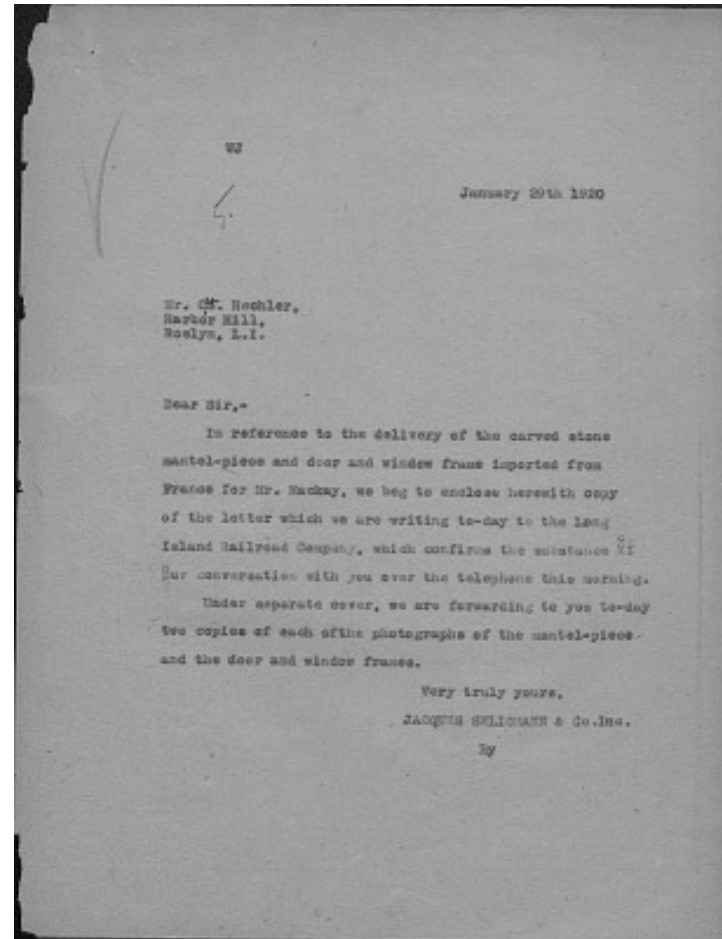 WJ
January 29th 1920
Mr. CH. Hechler,
Harbor Hill,
Roslyn, L.I.
Dear Sir,-
In reference to the delivery of the carved stone
mantel-piece and door and window frame imported from
France for Mr. Mackay, we beg to enclose herewith copy
of the letter which we are writing to-day to the Long
Island Railroad Company, which confirms the substance of
our conversation with you over the telephone this morning.
Under separate cover, we are forwarding to you to-day
two copies of each ofthe photographs of the mantel-piece
and the door and window frames.
Very truly yours,
JACQUES SELIGMANN & Co.Inc.
By